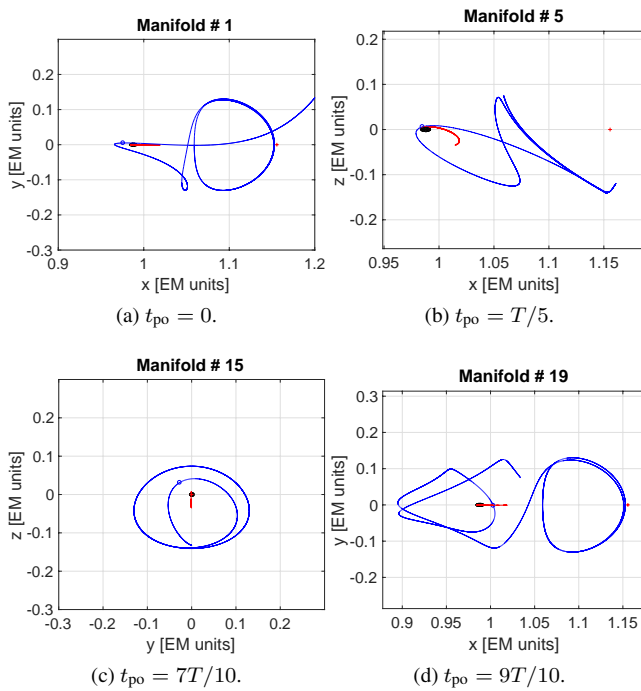 Manifold # 1
0.2
0.1
0
-0.1
-0.2
-0.3
y [EM units]
0.9 1 1.1 1.2
x [EM units]
(a) t_po = 0.
Manifold # 5
0.2
0.1
0
-0.1
-0.2
z [EM units]
0.95 1 1.05 1.1 1.15
x [EM units]
(b) t_po = T/5.
Manifold # 15
0.2
0.1
0
-0.1
-0.2
-0.3
z [EM units]
-0.3 -0.2 -0.1 0 0.1 0.2
y [EM units]
(c) t_po = 7T/10.
Manifold # 19
0.3
0.2
0.1
0
-0.1
-0.2
y [EM units]
0.9 0.95 1 1.05 1.1 1.15
x [EM units]
(d) t_po = 9T/10.